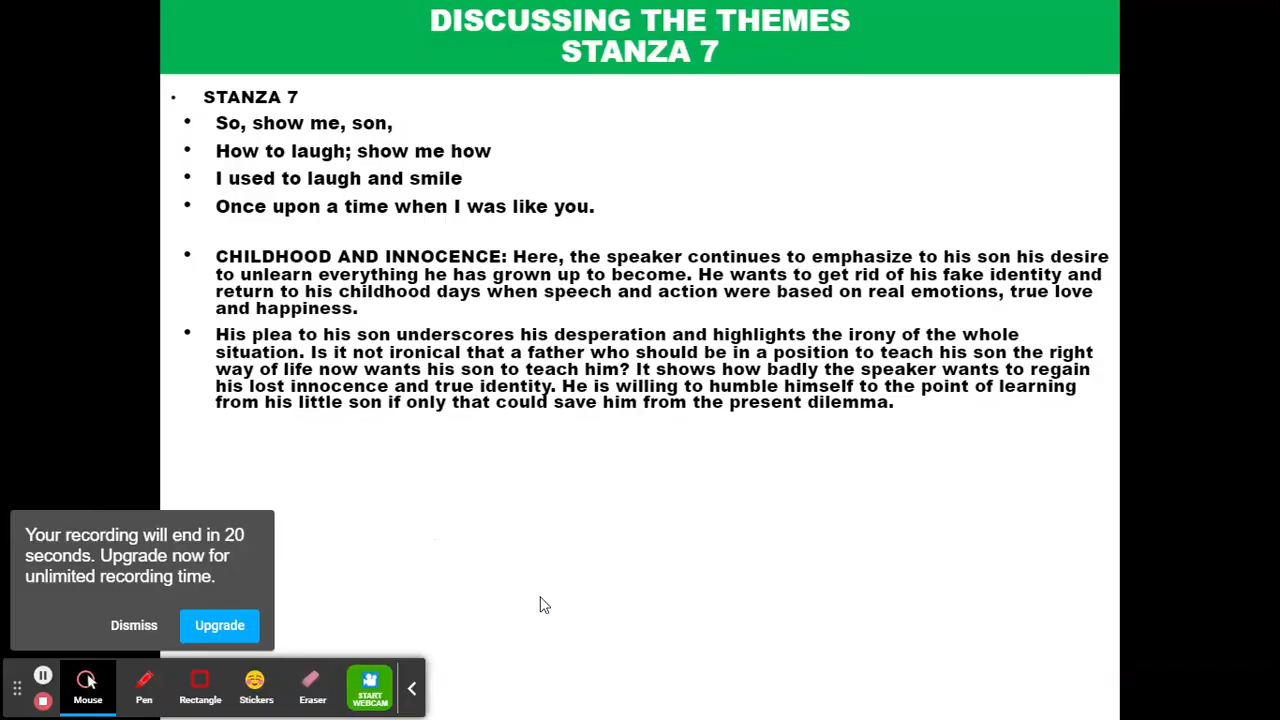 DISCUSSING THE THEMES
STANZA 7
• STANZA 7
• So, show me, son,
• How to laugh; show me how
• I used to laugh and smile
• Once upon a time when I was like you.
• CHILDHOOD AND INNOCENCE: Here, the speaker continues to emphasize to his son his desire
to unlearn everything he has grown up to become. He wants to get rid of his fake identity and
return to his childhood days when speech and action were based on real emotions, true love
and happiness.
• His plea to his son underscores his desperation and highlights the irony of the whole
situation. Is it not ironical that a father who should be in a position to teach his son the right
way of life now wants his son to teach him? It shows how badly the speaker wants to regain
his lost innocence and true identity. He is willing to humble himself to the point of learning
from his little son if only that could save him from the present dilemma.
Your recording will end in 20
seconds. Upgrade now for
unlimited recording time.
Dismiss Upgrade
Mouse Pen Rectangle Stickers Eraser START
WEBCAM